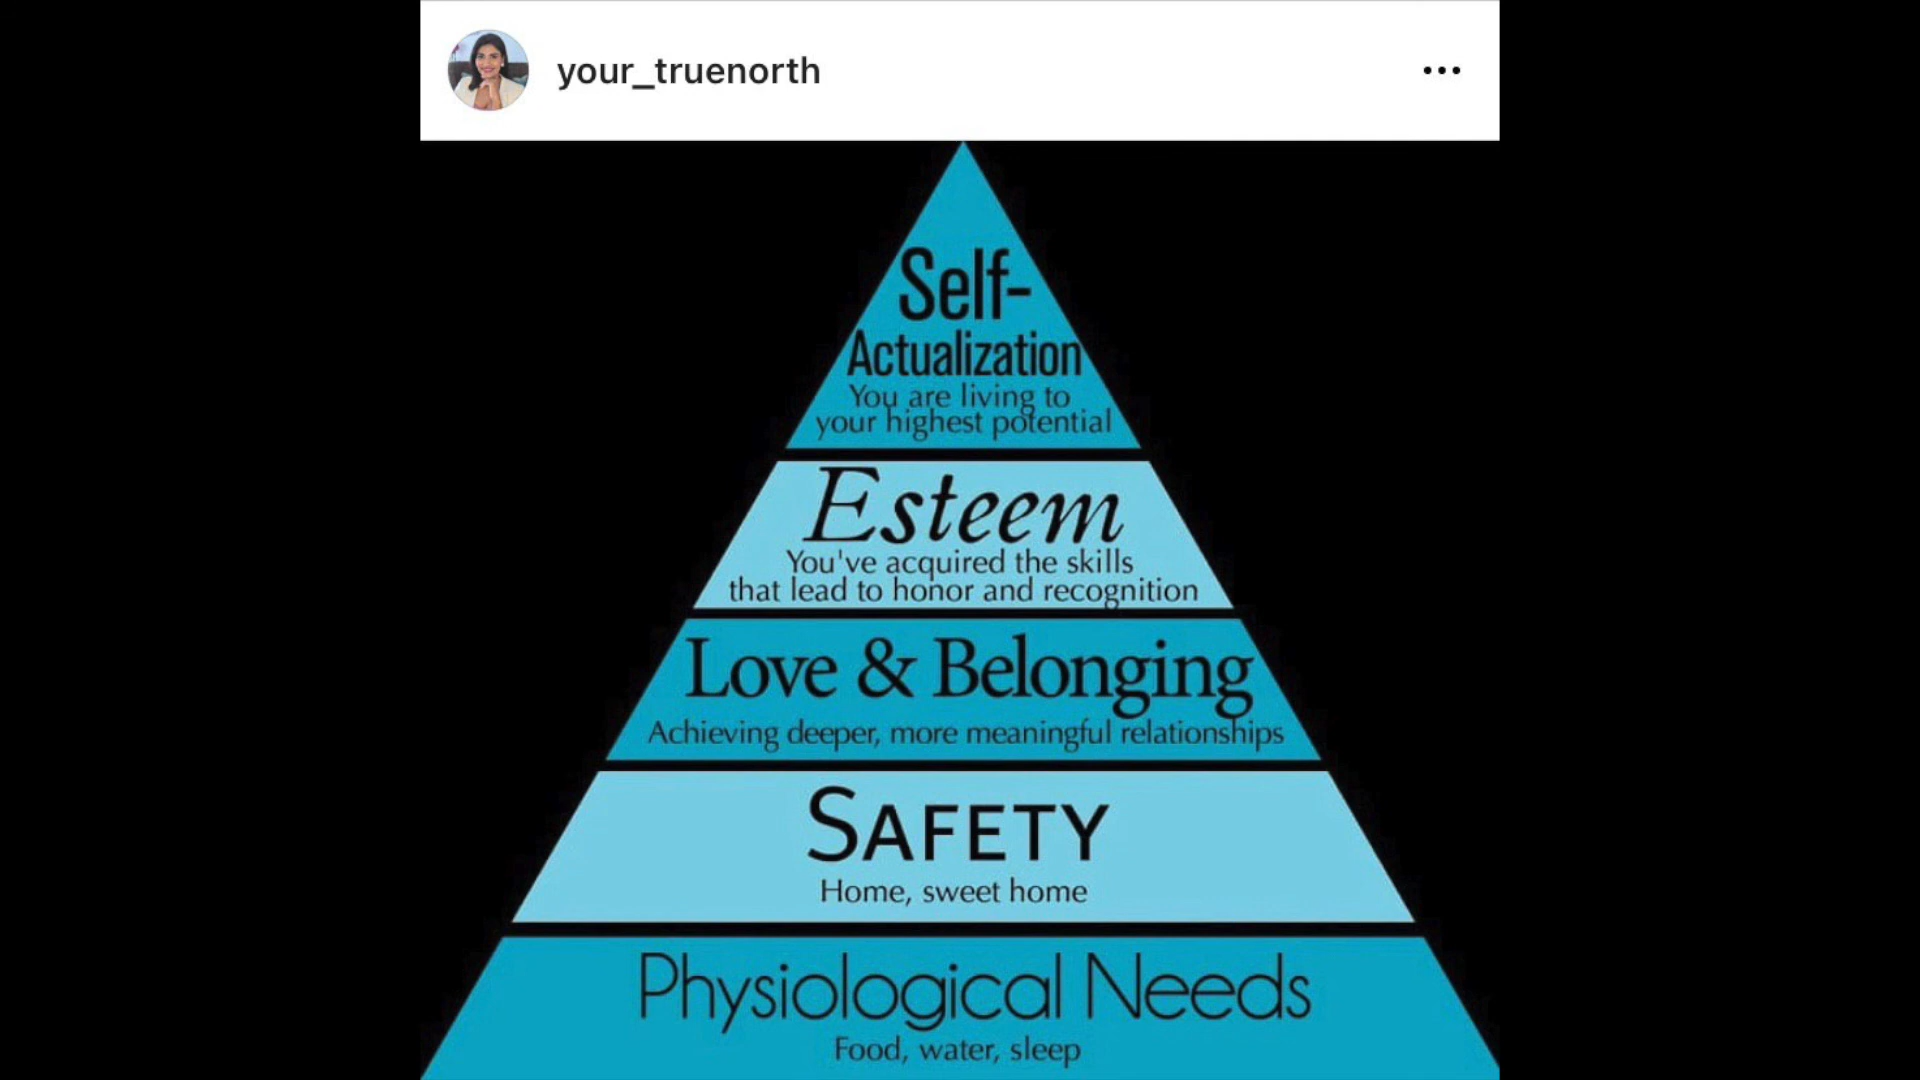 your_truenorth
Self-
Actualization
You are living to
your highest potential
Esteem
You've acquired the skills
that lead to honor and recognition
Love & Belonging
Achieving deeper, more meaningful relationships
SAFETY
Home, sweet home
Physiological Needs
Food, water, sleep